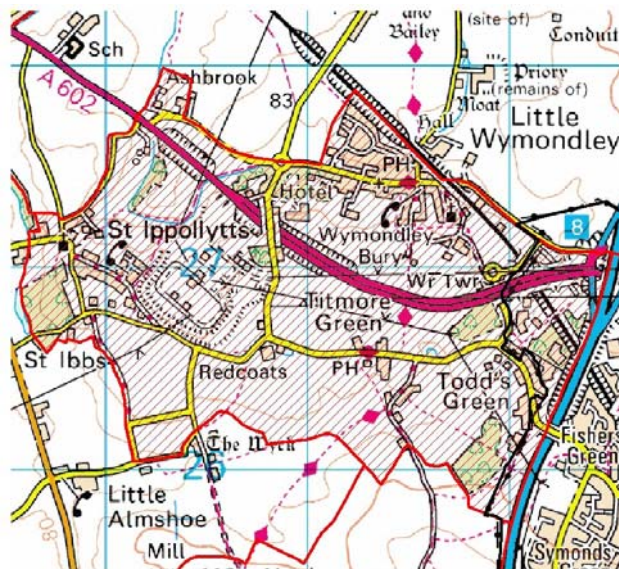 and
Bailey
(site of)
Conduit
Sch
A 602
Ashbrook
83
Priory
(remains of)
Moat
Hall
Little
Wymondley
PH
Hotel
8
St Ippollytts
27
Wymondley
Bury
Wr Twr
Titmore
Green
St Ibbs
Redcoats
PH
Todd's
Green
The Wyck
Fishers
Green
Little
Almshoe
Mill
Symonds